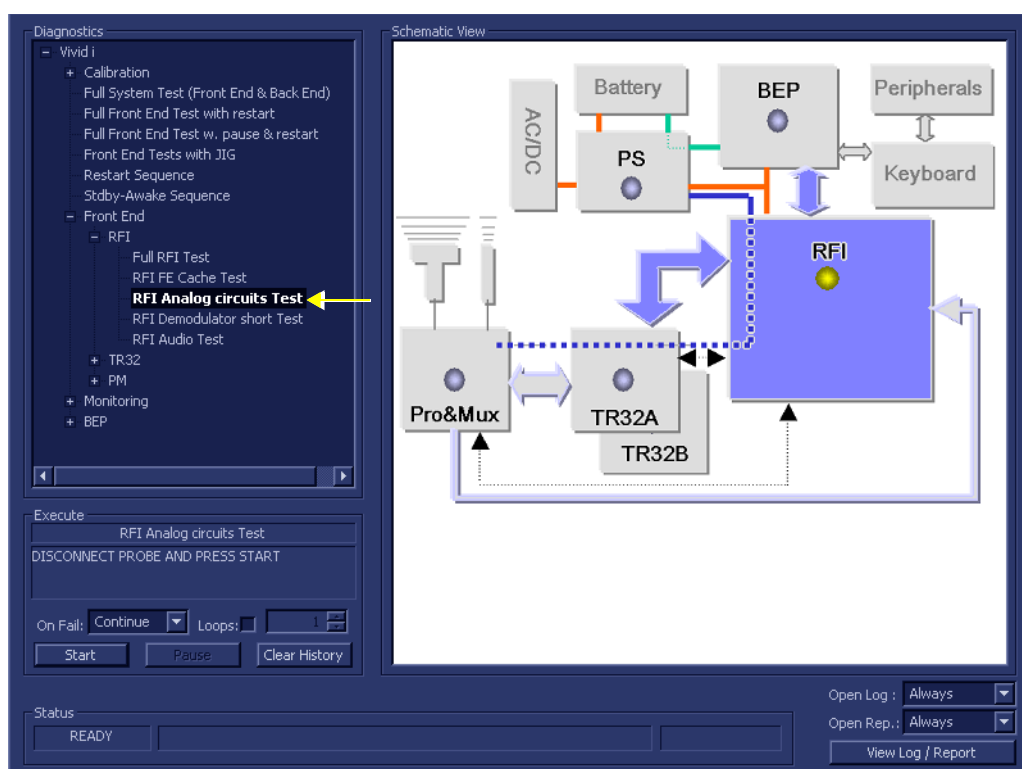 Diagnostics
Vivid i
Calibration
Full System Test (Front End & Back End)
Full Front End Test with restart
Full Front End Test w. pause & restart
Front End Tests with JIG
Restart Sequence
Stdby-Awake Sequence
Front End
RFI
Full RFI Test
RFI FE Cache Test
RFI Analog circuits Test
RFI Demodulator short Test
RFI Audio Test
TR32
PM
Monitoring
BEP
Execute
RFI Analog circuits Test
DISCONNECT PROBE AND PRESS START
On Fail: Continue Loops: 1
Start Pause Clear History
Schematic View
AC/DC
Battery
PS
BEP
Peripherals
Keyboard
RFI
Pro&Mux
TR32A
TR32B
Status
READY
Open Log : Always
Open Rep.: Always
View Log / Report